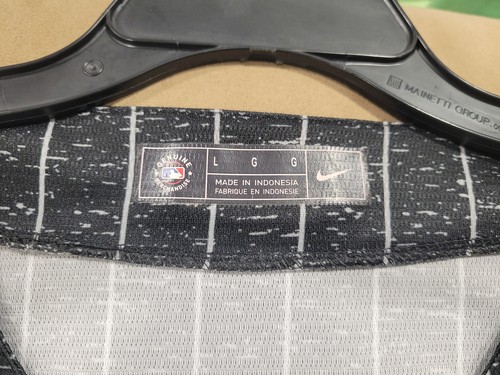 MAINETTI GROUP
GENUINE
MERCHANDISE
L G G
MADE IN INDONESIA
FABRIQUE EN INDONESIE